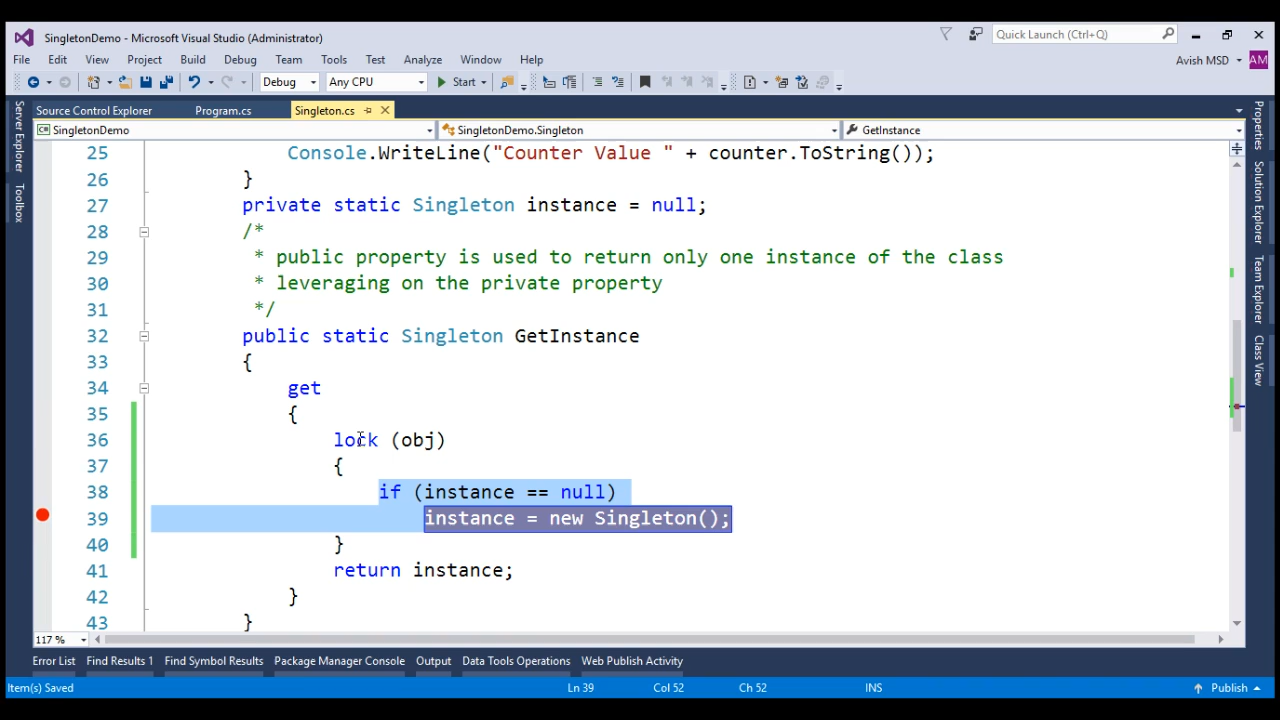 SingletonDemo - Microsoft Visual Studio (Administrator)
Quick Launch (Ctrl+Q)
File Edit View Project Build Debug Team Tools Test Analyze Window Help
Avish MSD AM
Debug Any CPU Start
Source Control Explorer Program.cs Singleton.cs
SingletonDemo SingletonDemo.Singleton GetInstance
Server Explorer
Toolbox
25 Console.WriteLine("Counter Value " + counter.ToString());
26 }
27 private static Singleton instance = null;
28 /*
29 * public property is used to return only one instance of the class
30 * leveraging on the private property
31 */
32 public static Singleton GetInstance
33 {
34 get
35 {
36 lock (obj)
37 {
38 if (instance == null)
39 instance = new Singleton();
40 }
41 return instance;
42 }
43 }
Properties
Solution Explorer
Team Explorer
Class View
117 %
Error List Find Results 1 Find Symbol Results Package Manager Console Output Data Tools Operations Web Publish Activity
Item(s) Saved Ln 39 Col 52 Ch 52 INS Publish